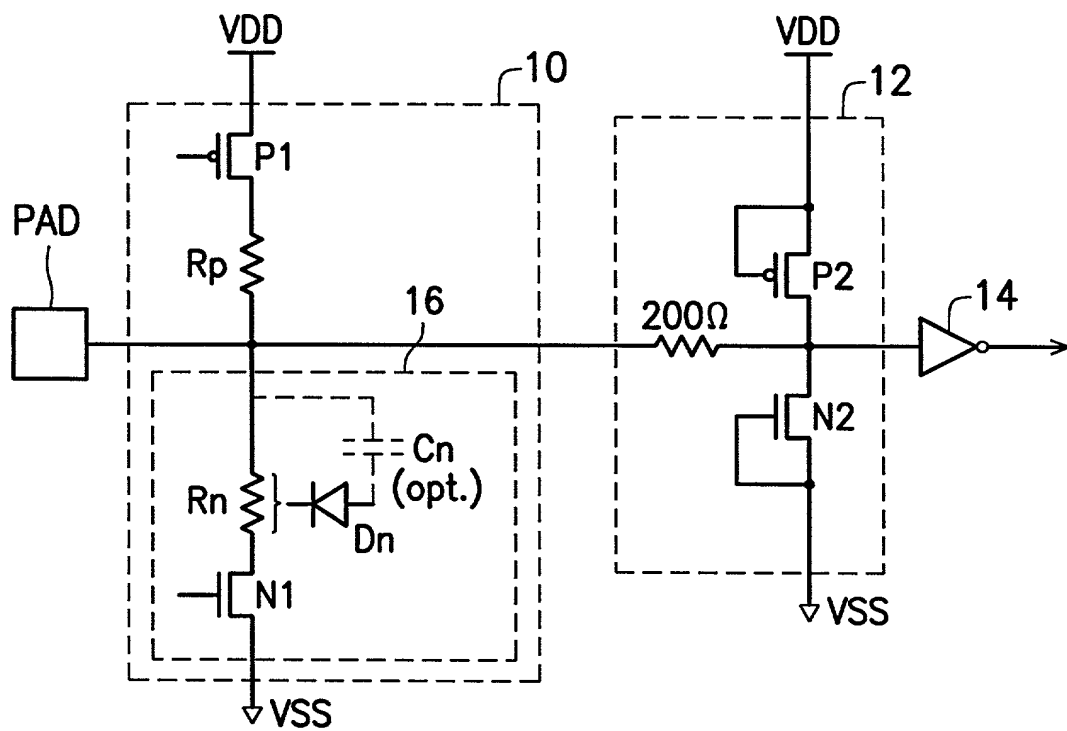 VDD
VDD
10
12
P1
PAD
Rp
P2
16
200Ω
14
N2
Cn
(opt.)
Rn
Dn
N1
VSS
VSS